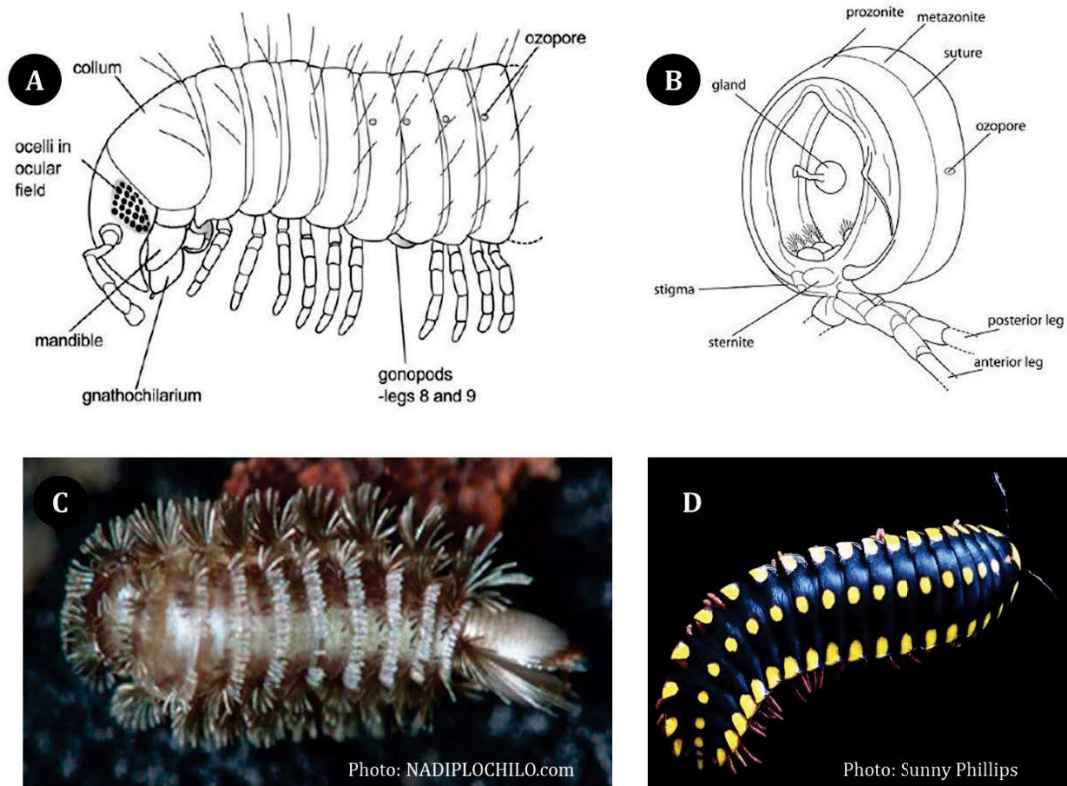 A
collum
ozopore
ocelli in
ocular
field
mandible
gnathochilarium
gonopods
-legs 8 and 9
B
prozonite
metazonite
suture
gland
ozopore
stigma
sternite
posterior leg
anterior leg
C
Photo: NADIPLOCHILO.com
D
Photo: Sunny Phillips